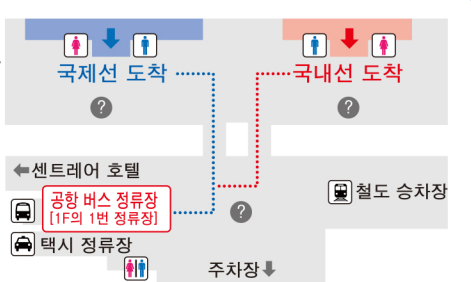 국제선 도착
국내선 도착
?
?
센트레어 호텔
공항 버스 정류장
[1F의 1번 정류장]
철도 승차장
?
택시 정류장
주차장